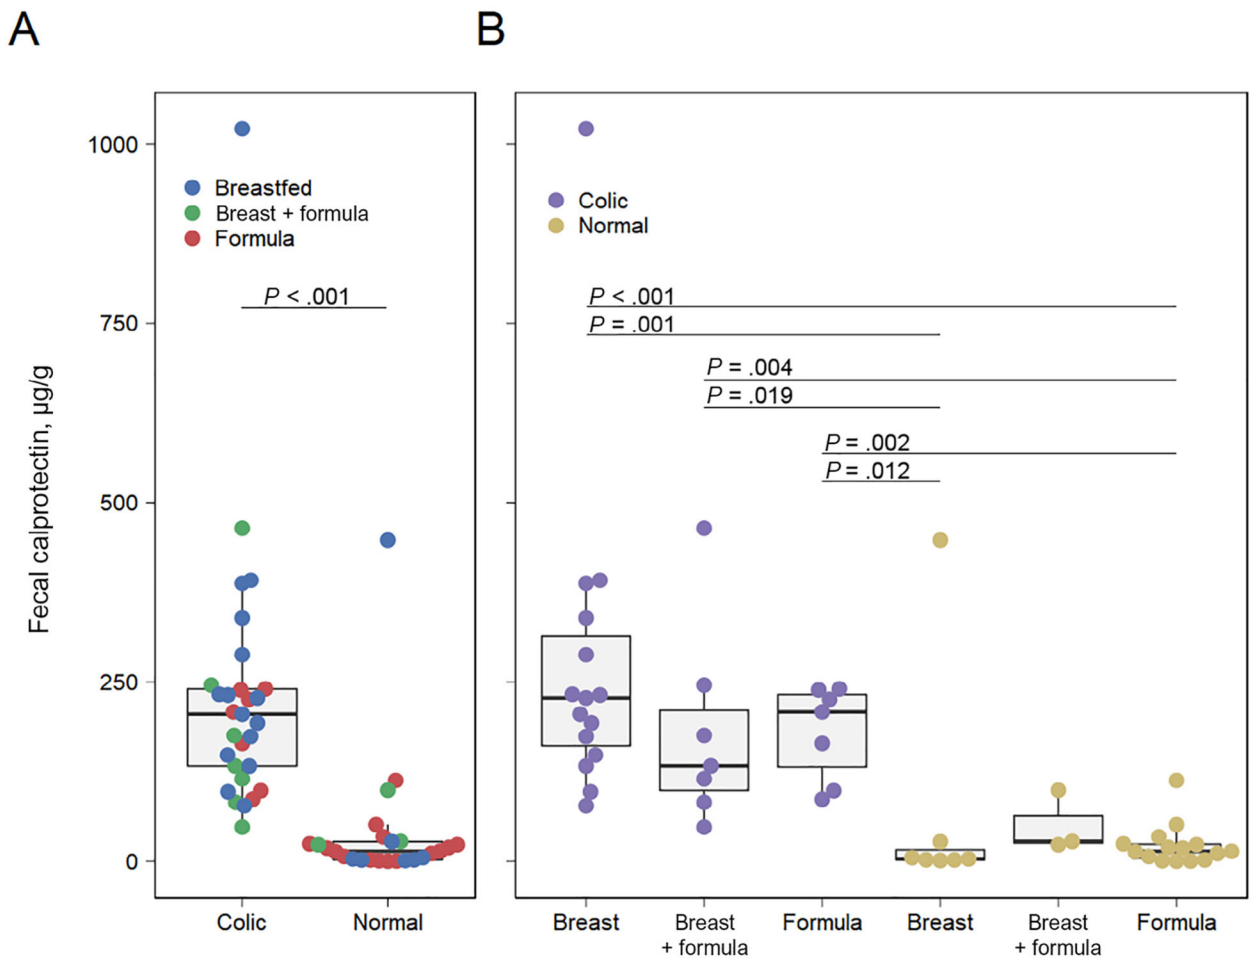 A
B
Fecal calprotectin, µg/g
1000
750
500
250
0
Breastfed
Breast + formula
Formula
P < .001
Colic
Normal
Colic
Normal
P < .001
P = .001
P = .004
P = .019
P = .002
P = .012
Breast
Breast
+ formula
Formula
Breast
Breast
+ formula
Formula